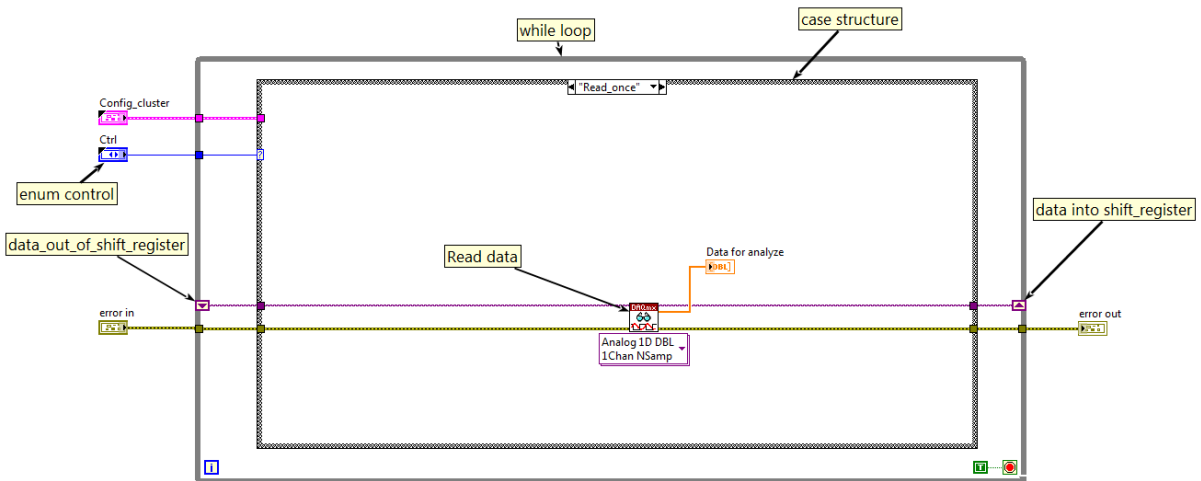 while loop
case structure
"Read_once"
Config_cluster
Ctrl
enum control
data_out_of_shift_register
data into shift_register
Read data
Data for analyze
DBL]
error in
DAQmx
error out
Analog 1D DBL
1Chan NSamp
i
T